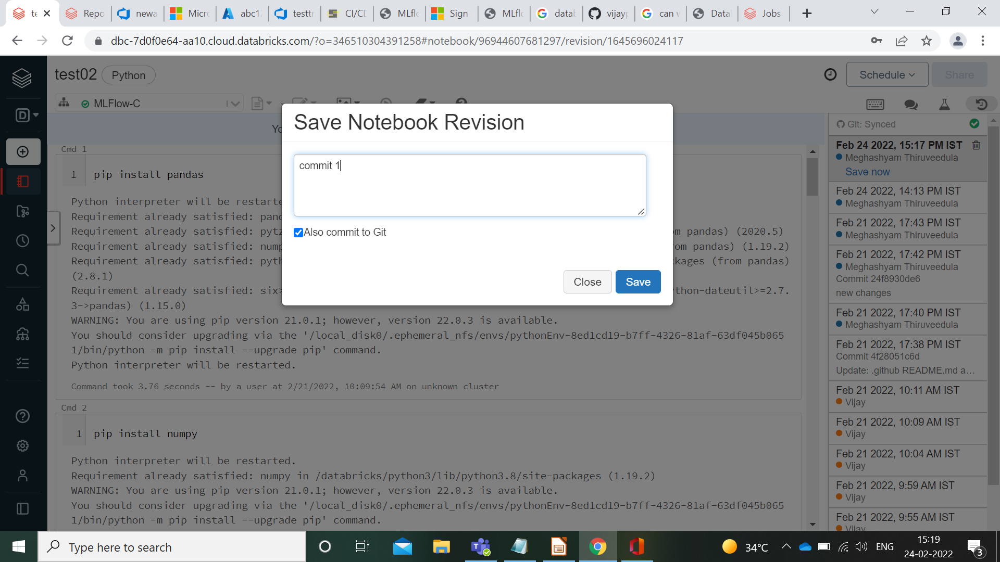 te
Repo
newa
Micro
abc1
testtr
CI/CD
MLflo
Sign
MLflo
datab
vijayp
can v
Data
Jobs
dbc-7d0f0e64-aa10.cloud.databricks.com/?o=346510304391258#notebook/96944607681297/revision/1645696024117
test02 Python
Schedule
Share
MLFlow-C
Save Notebook Revision
commit 1
Also commit to Git
Close
Save
Cmd 1
1 pip install pandas
Python interpreter will be restarte
Requirement already satisfied: pand
Requirement already satisfied: pytz m pandas) (2020.5)
Requirement already satisfied: nump om pandas) (1.19.2)
Requirement already satisfied: pyth ckages (from pandas)
(2.8.1)
Requirement already satisfied: six> thon-dateutil>=2.7.
3->pandas) (1.15.0)
WARNING: You are using pip version 21.0.1; however, version 22.0.3 is available.
You should consider upgrading via the '/local_disk0/.ephemeral_nfs/envs/pythonEnv-8ed1cd19-b7ff-4326-81af-63df045b065
1/bin/python -m pip install --upgrade pip' command.
Python interpreter will be restarted.
Command took 3.76 seconds -- by a user at 2/21/2022, 10:09:54 AM on unknown cluster
Cmd 2
1 pip install numpy
Python interpreter will be restarted.
Requirement already satisfied: numpy in /databricks/python3/lib/python3.8/site-packages (1.19.2)
WARNING: You are using pip version 21.0.1; however, version 22.0.3 is available.
You should consider upgrading via the '/local_disk0/.ephemeral_nfs/envs/pythonEnv-8ed1cd19-b7ff-4326-81af-63df045b065
1/bin/python -m pip install --upgrade pip' command.
Git: Synced
Feb 24 2022, 15:17 PM IST
Meghashyam Thiruveedula
Save now
Feb 24 2022, 14:13 PM IST
Meghashyam Thiruveedula
Feb 21 2022, 17:43 PM IST
Meghashyam Thiruveedula
Feb 21 2022, 17:42 PM IST
Meghashyam Thiruveedula
Commit 24f8930de6
new changes
Feb 21 2022, 17:40 PM IST
Meghashyam Thiruveedula
Feb 21 2022, 17:38 PM IST
Commit 4f28051c6d
Update: .github README.md a...
Feb 21 2022, 10:11 AM IST
Vijay
Feb 21 2022, 10:09 AM IST
Vijay
Feb 21 2022, 10:04 AM IST
Vijay
Feb 21 2022, 9:59 AM IST
Vijay
Feb 21 2022, 9:55 AM IST
Vijay
Type here to search
34°C
ENG
15:19
24-02-2022
3